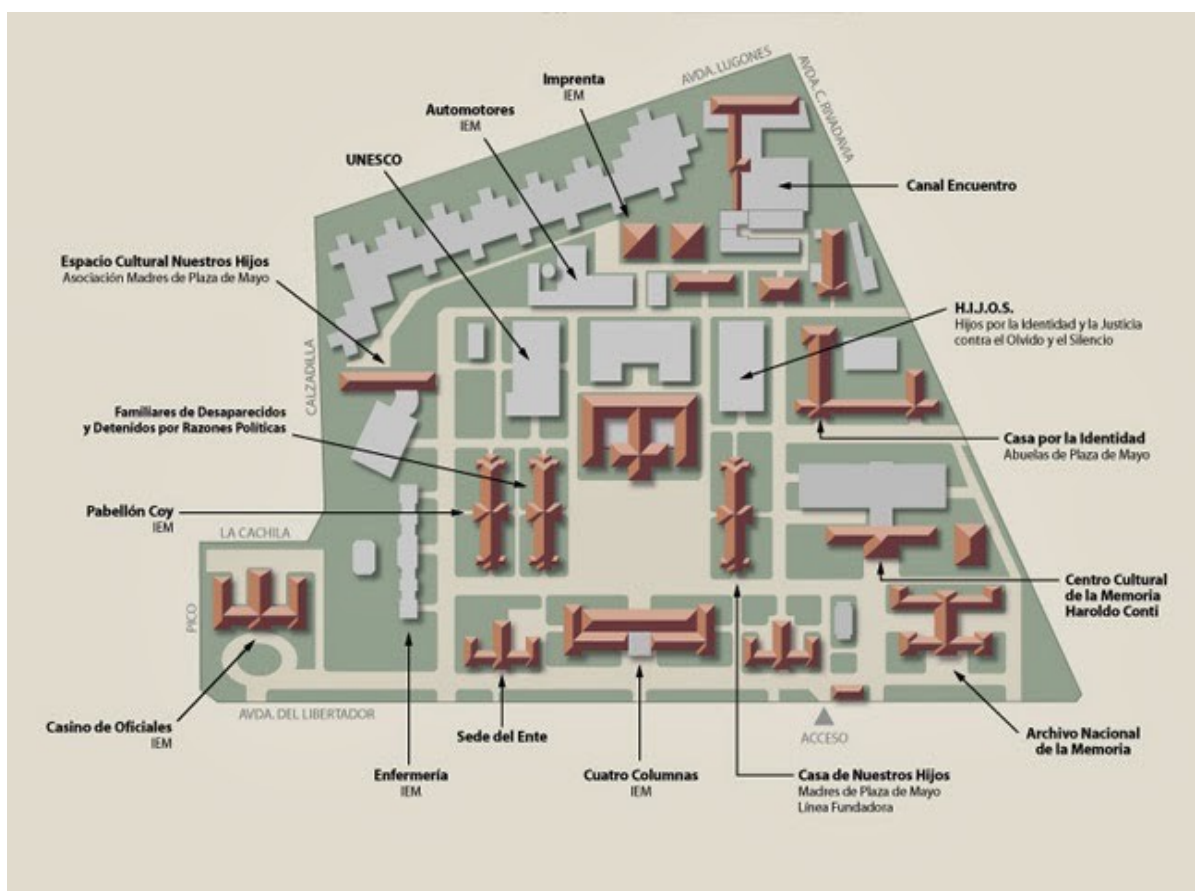 AVDA. LUGONES
AVDA. C. RIVADAVIA
Imprenta
IEM
Automotores
IEM
UNESCO
Canal Encuentro
Espacio Cultural Nuestros Hijos
Asociación Madres de Plaza de Mayo
H.I.J.O.S.
Hijos por la Identidad y la Justicia
contra el Olvido y el Silencio
CALZADILLA
Familiares de Desaparecidos
y Detenidos por Razones Políticas
Casa por la Identidad
Abuelas de Plaza de Mayo
Pabellón Coy
IEM
LA CACHILA
Centro Cultural
de la Memoria
Haroldo Conti
PICO
AVDA. DEL LIBERTADOR
Casino de Oficiales
IEM
Sede del Ente
ACCESO
Archivo Nacional
de la Memoria
Enfermería
IEM
Cuatro Columnas
IEM
Casa de Nuestros Hijos
Madres de Plaza de Mayo
Línea Fundadora